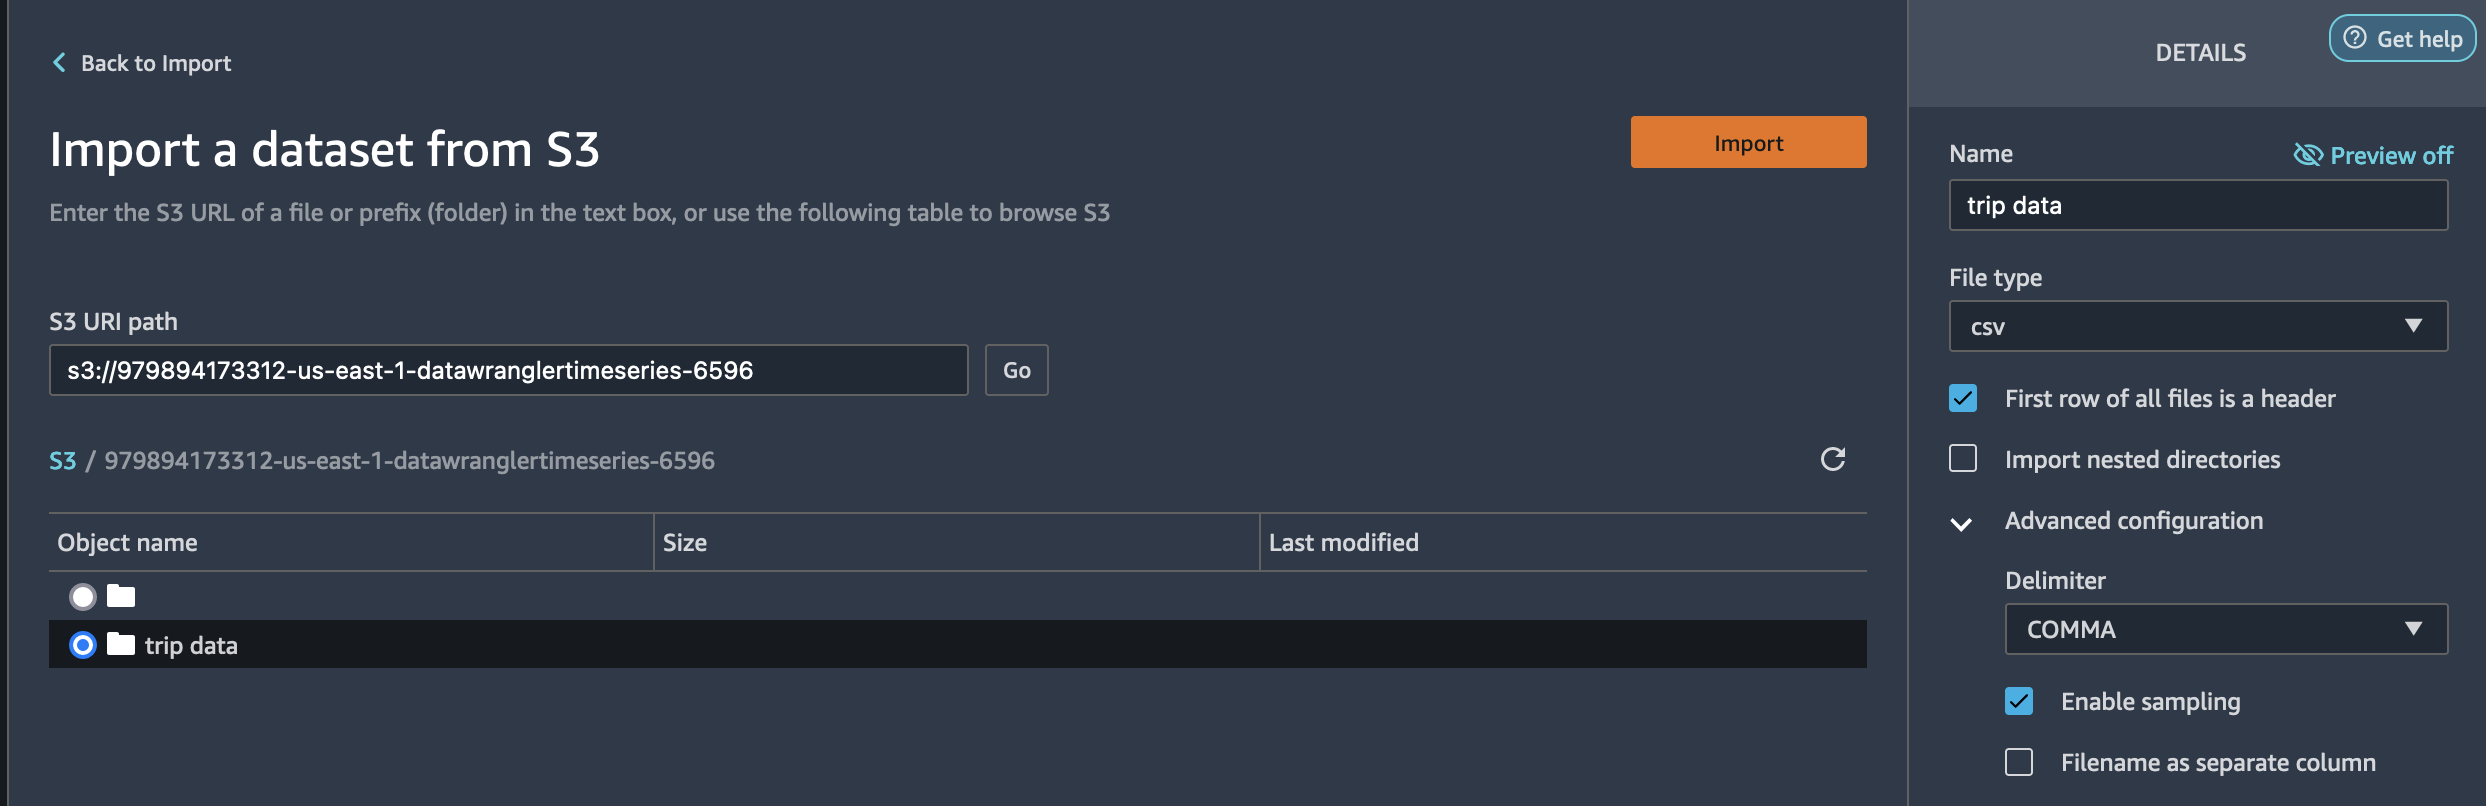 Back to Import
Import a dataset from S3
Import
Enter the S3 URL of a file or prefix (folder) in the text box, or use the following table to browse S3
S3 URI path
s3://979894173312-us-east-1-datawranglertimeseries-6596
Go
S3 / 979894173312-us-east-1-datawranglertimeseries-6596
Object name
Size
Last modified
trip data
DETAILS
Get help
Name
Preview off
trip data
File type
csv
First row of all files is a header
Import nested directories
Advanced configuration
Delimiter
COMMA
Enable sampling
Filename as separate column